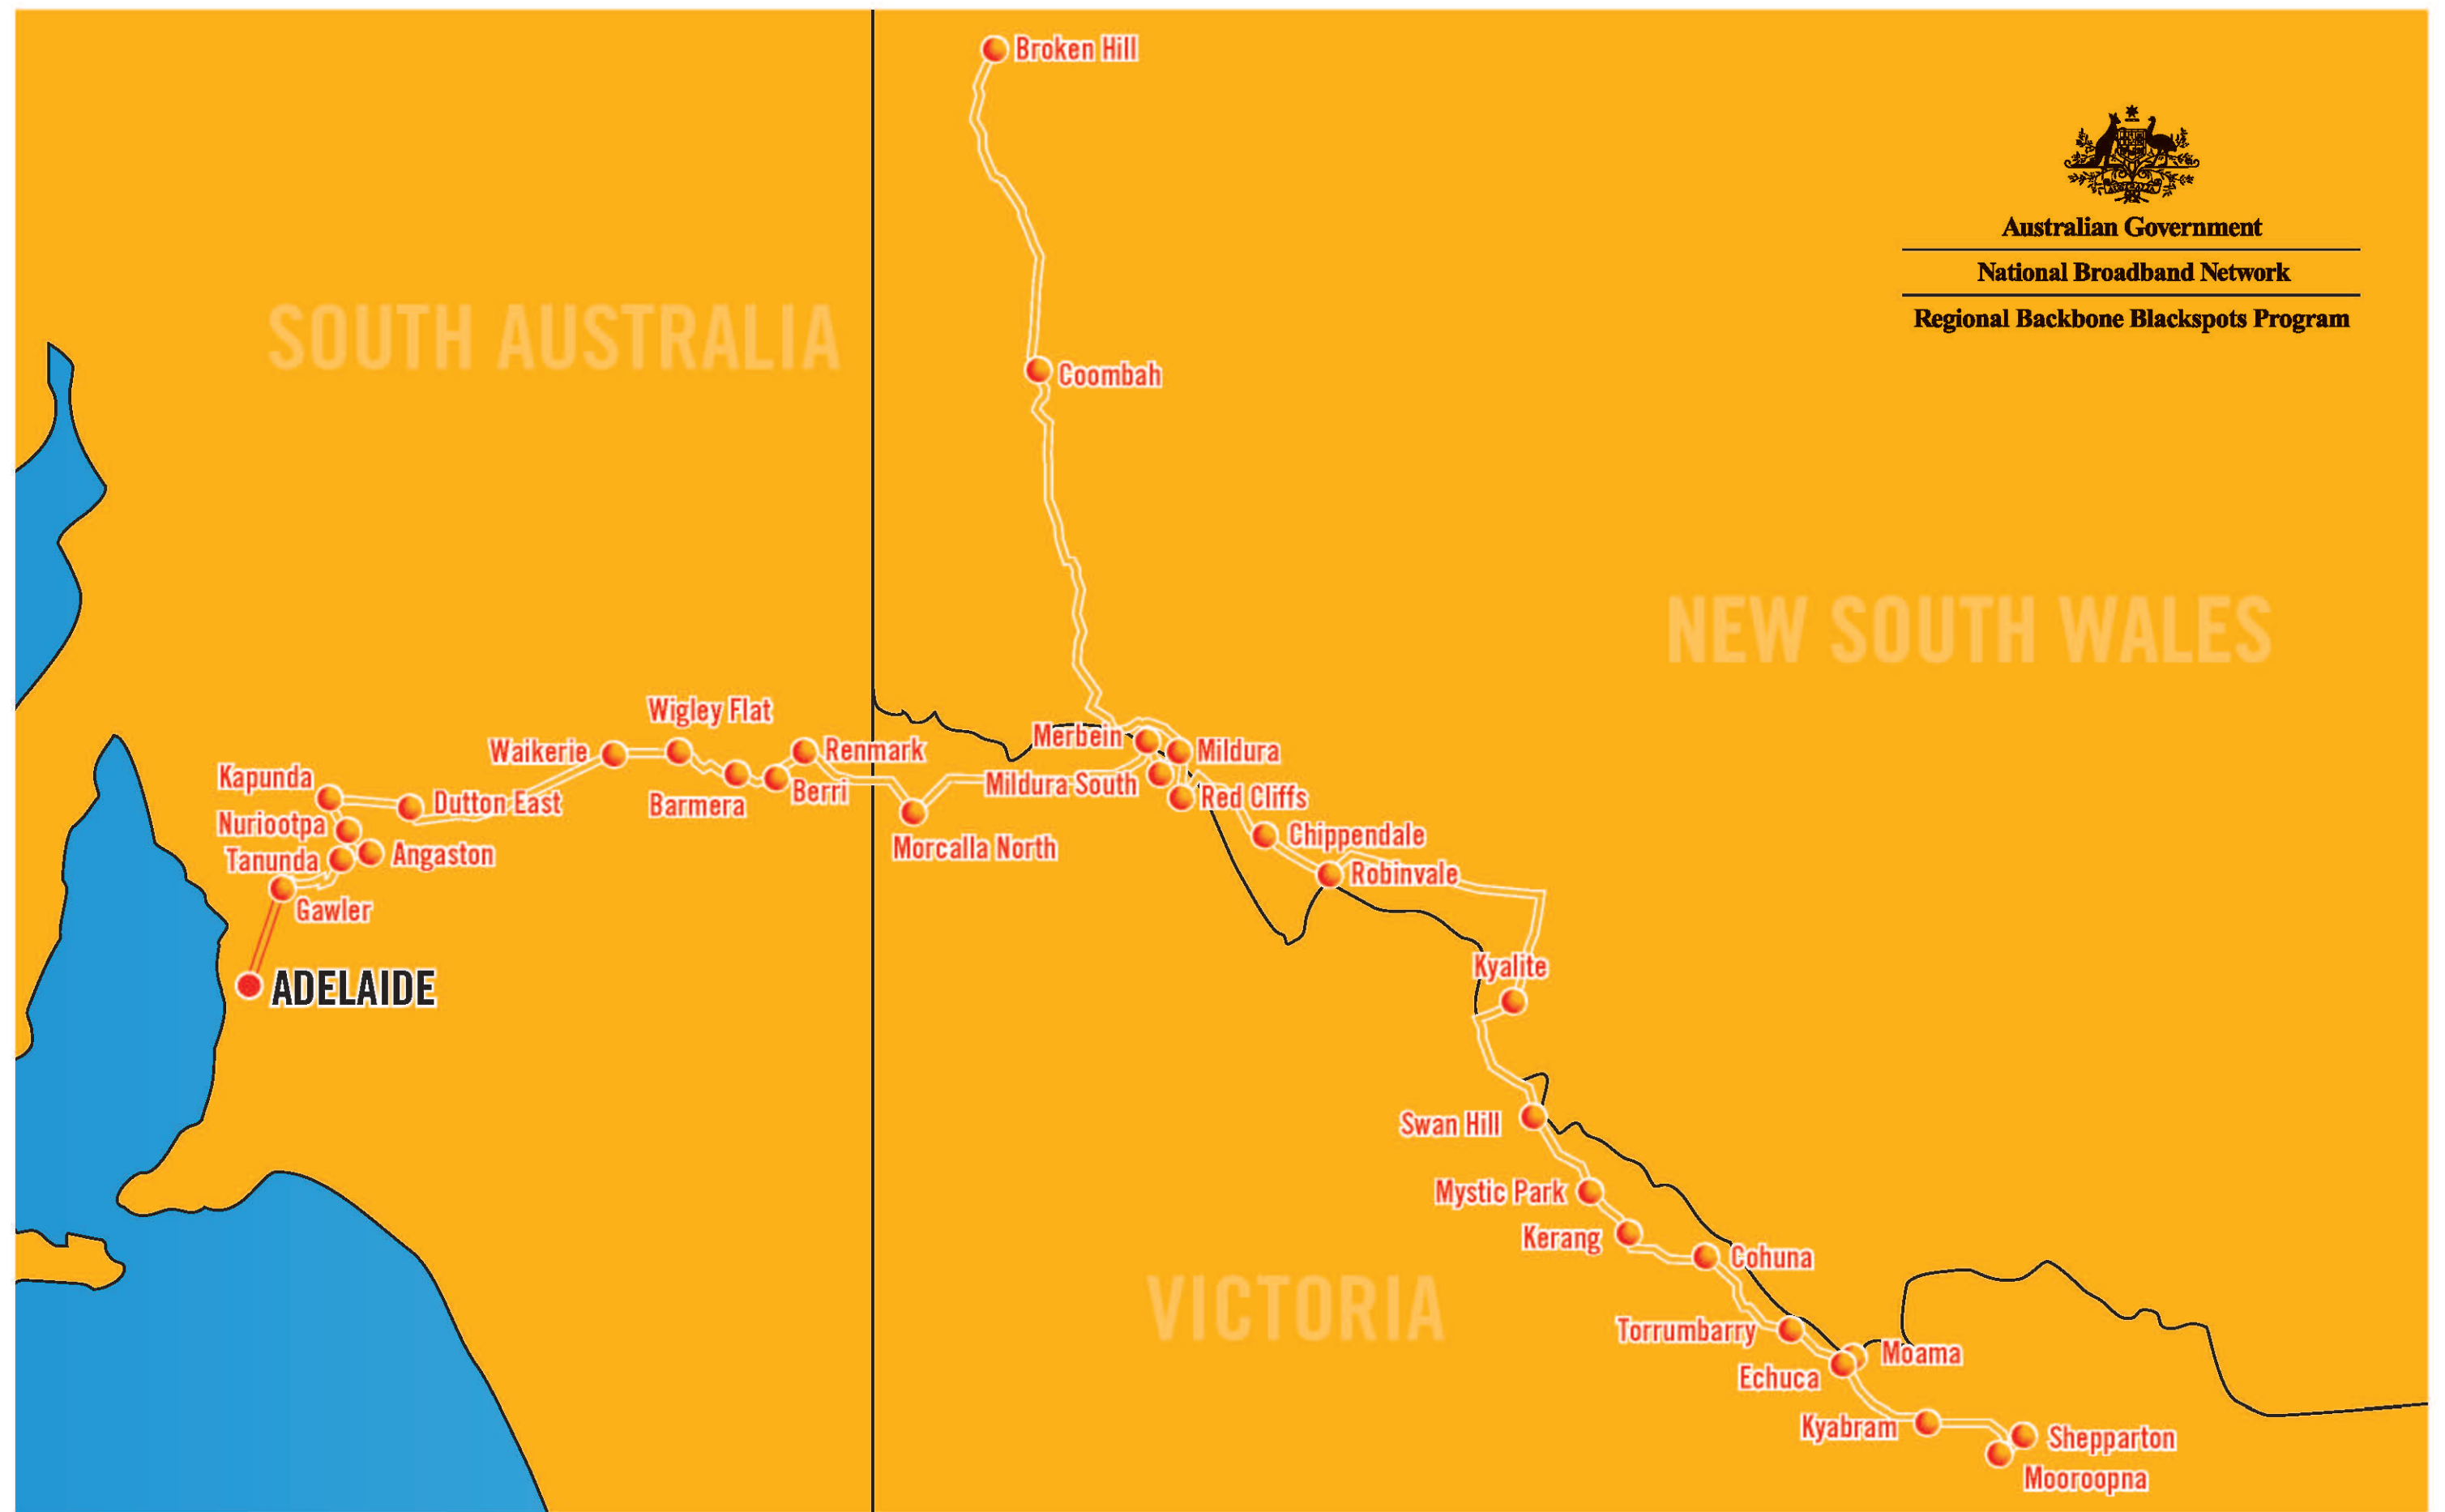 Broken Hill
Australian Government
National Broadband Network
Regional Backbone Blackspots Program
SOUTH AUSTRALIA
Coombah
NEW SOUTH WALES
Wigley Flat
Merbein
Waikerie
Renmark
Mildura
Kapunda
Mildura South
Berri
Red Cliffs
Dutton East
Barmera
Nuriootpa
Chippendale
Morcalla North
Tanunda
Angaston
Robinvale
Gawler
Kyalite
ADELAIDE
Swan Hill
Mystic Park
Kerang
Cohuna
VICTORIA
Torrumbarry
Moama
Echuca
Kyabram
Shepparton
Mooroopna